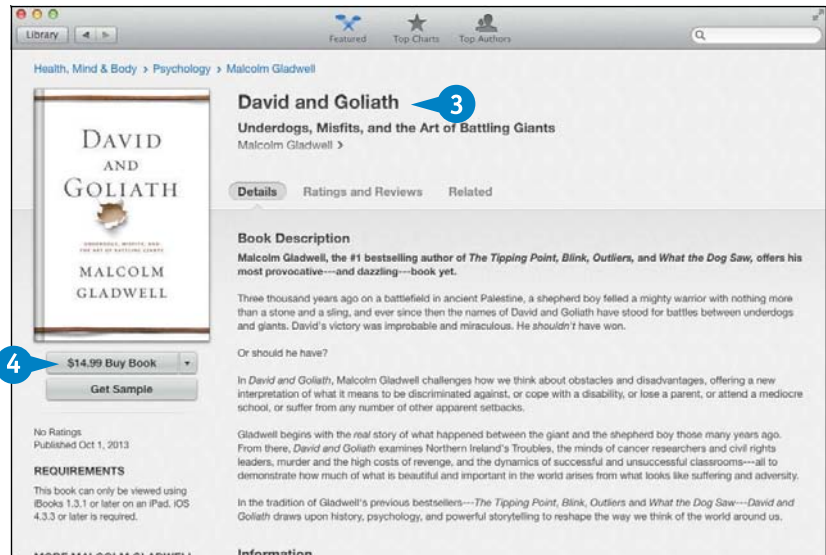 Library
Featured
Top Charts
Top Authors
Health, Mind & Body > Psychology > Malcolm Gladwell
DAVID
AND
GOLIATH
UNDERDOGS, MISFITS, AND
THE ART OF BATTLING GIANTS
MALCOLM
GLADWELL
David and Goliath
3
Underdogs, Misfits, and the Art of Battling Giants
Malcolm Gladwell >
Details
Ratings and Reviews
Related
Book Description
Malcolm Gladwell, the #1 bestselling author of The Tipping Point, Blink, Outliers, and What the Dog Saw, offers his
most provocative---and dazzling---book yet.
Three thousand years ago on a battlefield in ancient Palestine, a shepherd boy felled a mighty warrior with nothing more
than a stone and a sling, and ever since then the names of David and Goliath have stood for battles between underdogs
and giants. David's victory was improbable and miraculous. He shouldn't have won.
Or should he have?
In David and Goliath, Malcolm Gladwell challenges how we think about obstacles and disadvantages, offering a new
interpretation of what it means to be discriminated against, or cope with a disability, or lose a parent, or attend a mediocre
school, or suffer from any number of other apparent setbacks.
Gladwell begins with the real story of what happened between the giant and the shepherd boy those many years ago.
From there, David and Goliath examines Northern Ireland's Troubles, the minds of cancer researchers and civil rights
leaders, murder and the high costs of revenge, and the dynamics of successful and unsuccessful classrooms---all to
demonstrate how much of what is beautiful and important in the world arises from what looks like suffering and adversity.
In the tradition of Gladwell's previous bestsellers---The Tipping Point, Blink, Outliers and What the Dog Saw---David and
Goliath draws upon history, psychology, and powerful storytelling to reshape the way we think of the world around us.
Information
4
$14.99 Buy Book
Get Sample
No Ratings
Published Oct 1, 2013
REQUIREMENTS
This book can only be viewed using
iBooks 1.3.1 or later on an iPad. iOS
4.3.3 or later is required.
MORE MALCOLM GLADWELL